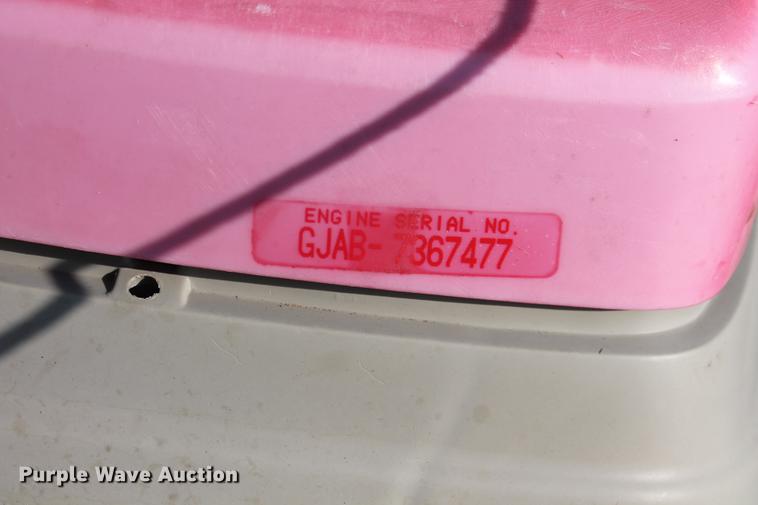 ENGINE SERIAL NO.
GJAB-7367477
Purple Wave Auction